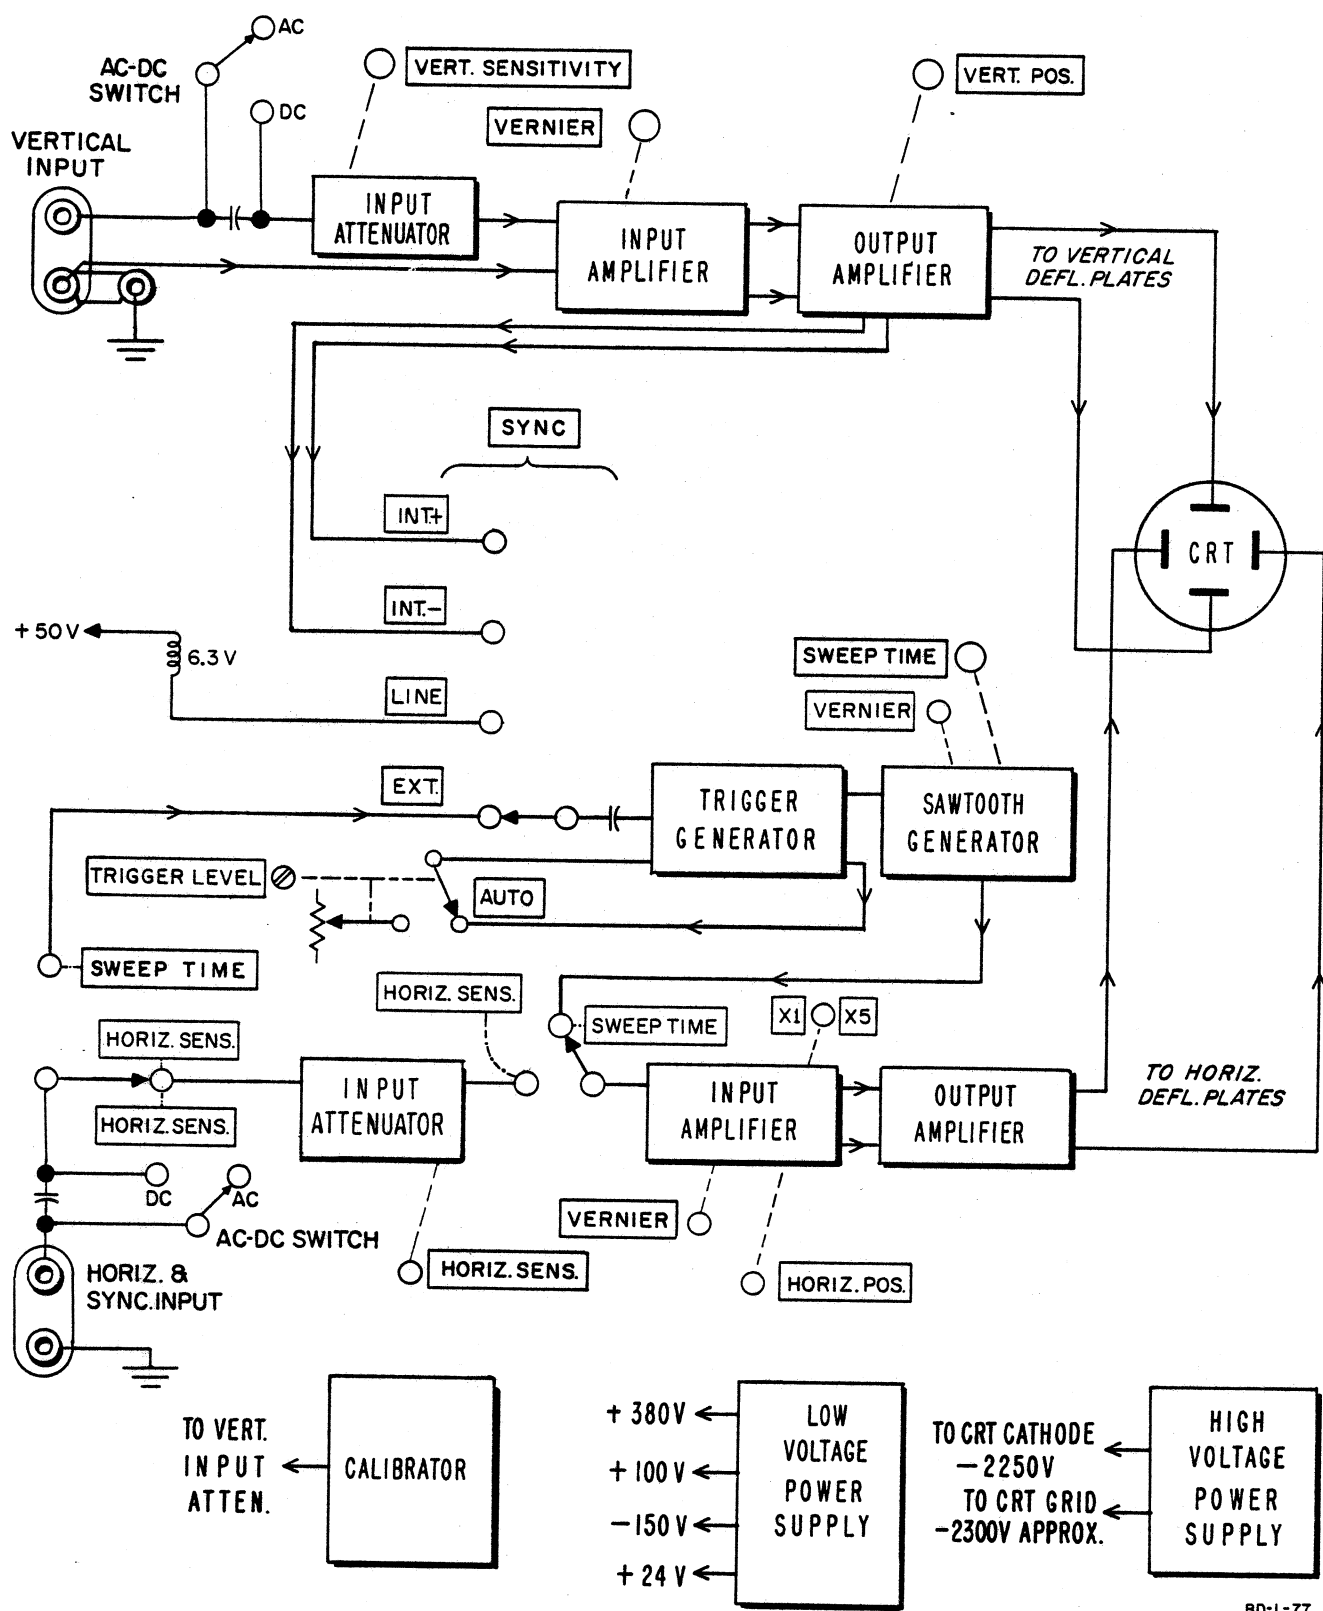 AC
AC-DC
SWITCH
DC
VERT. SENSITIVITY
VERT. POS.
VERNIER
VERTICAL
INPUT
INPUT
ATTENUATOR
INPUT
AMPLIFIER
OUTPUT
AMPLIFIER
TO VERTICAL
DEFL. PLATES
SYNC
INT.+
CRT
INT.-
+50V
6.3V
SWEEP TIME
LINE
VERNIER
EXT.
TRIGGER
GENERATOR
SAWTOOTH
GENERATOR
TRIGGER LEVEL
AUTO
SWEEP TIME
HORIZ. SENS.
X1
X5
SWEEP TIME
HORIZ. SENS.
INPUT
ATTENUATOR
INPUT
AMPLIFIER
OUTPUT
AMPLIFIER
TO HORIZ.
DEFL. PLATES
HORIZ. SENS.
DC
AC
AC-DC SWITCH
VERNIER
HORIZ. SENS.
HORIZ. POS.
HORIZ. &
SYNC. INPUT
TO VERT.
INPUT
ATTEN.
CALIBRATOR
+380V
+100V
-150V
+24V
LOW
VOLTAGE
POWER
SUPPLY
TO CRT CATHODE
-2250V
TO CRT GRID
-2300V APPROX.
HIGH
VOLTAGE
POWER
SUPPLY
BD-L-77